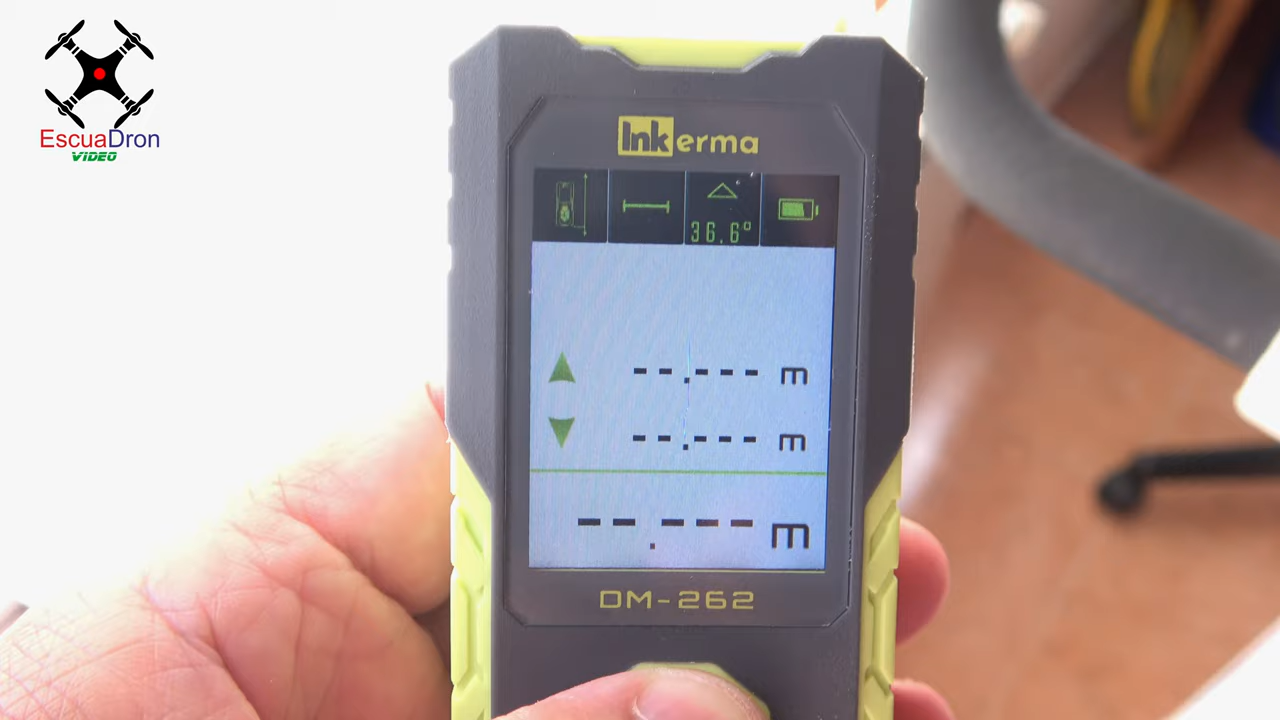 EscuaDron
VIDEO
Inkerma
36.6°
--.--- m
--.--- m
--.--- m
DM-262